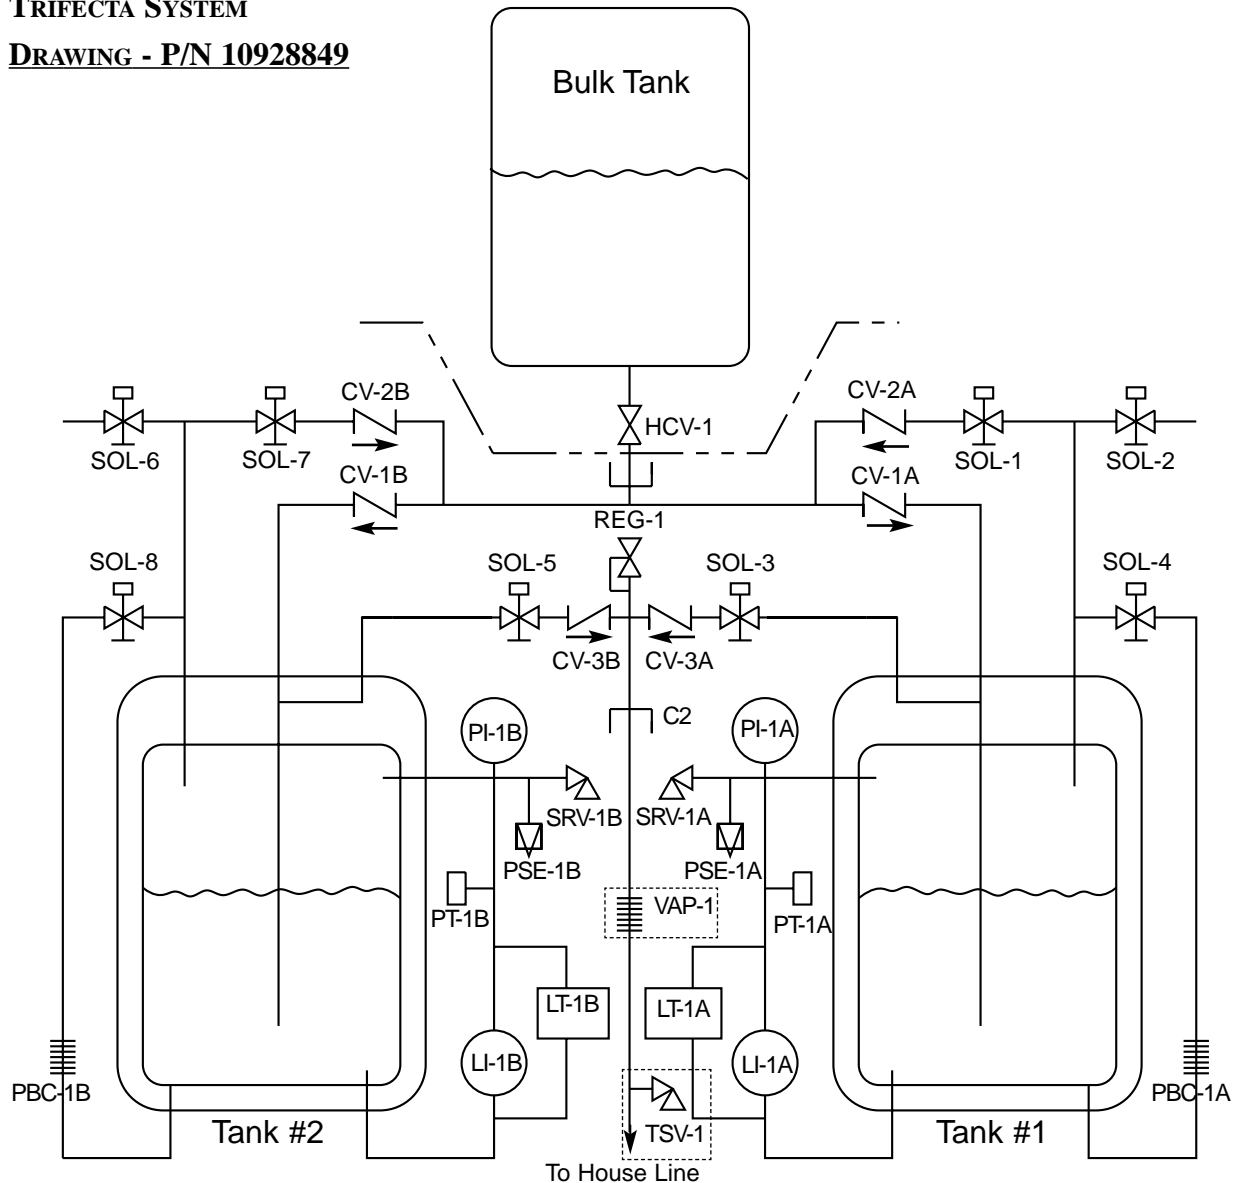 TRIFECTA SYSTEM
DRAWING - P/N 10928849
Bulk Tank
CV-2B
CV-2A
HCV-1
SOL-6
SOL-7
SOL-1
SOL-2
CV-1B
CV-1A
REG-1
SOL-8
SOL-5
SOL-3
SOL-4
CV-3B
CV-3A
C2
PI-1B
PI-1A
SRV-1B
SRV-1A
PSE-1B
PSE-1A
PT-1B
VAP-1
PT-1A
LT-1B
LT-1A
LI-1B
LI-1A
PBC-1B
PBC-1A
Tank #2
TSV-1
Tank #1
To House Line